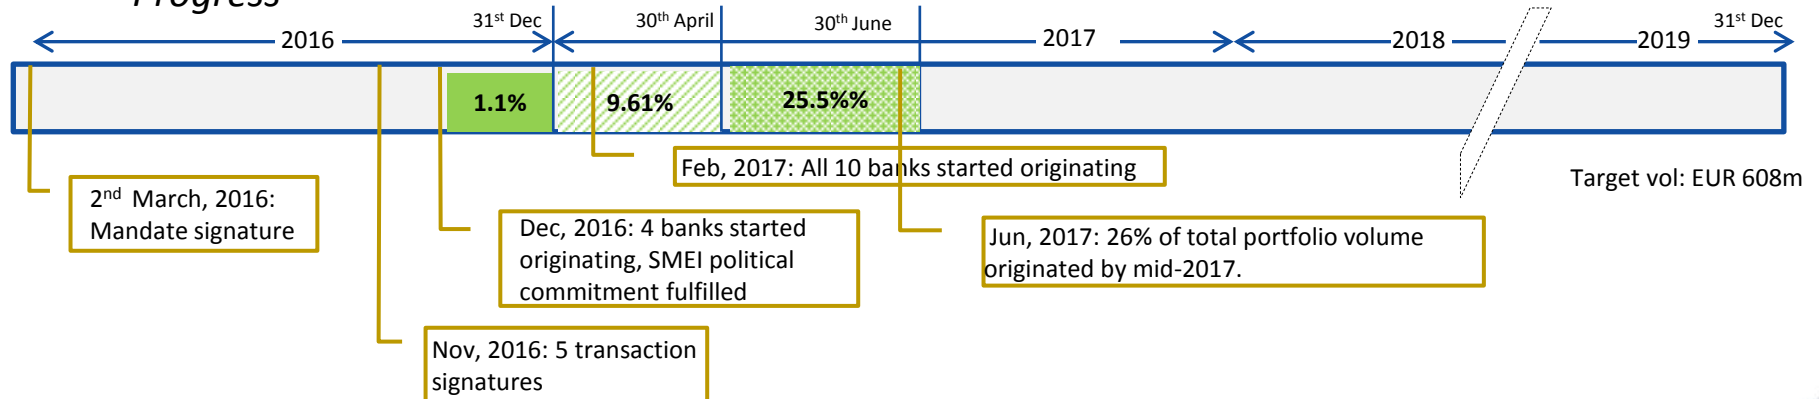 Progress
31st Dec
30th April
30th June
31st Dec
2016
2017
2018
2019
1.1%
9.61%
25.5%%
Feb, 2017: All 10 banks started originating
Target vol: EUR 608m
2nd March, 2016:
Mandate signature
Dec, 2016: 4 banks started
originating, SMEI political
commitment fulfilled
Jun, 2017: 26% of total portfolio volume
originated by mid-2017.
Nov, 2016: 5 transaction
signatures